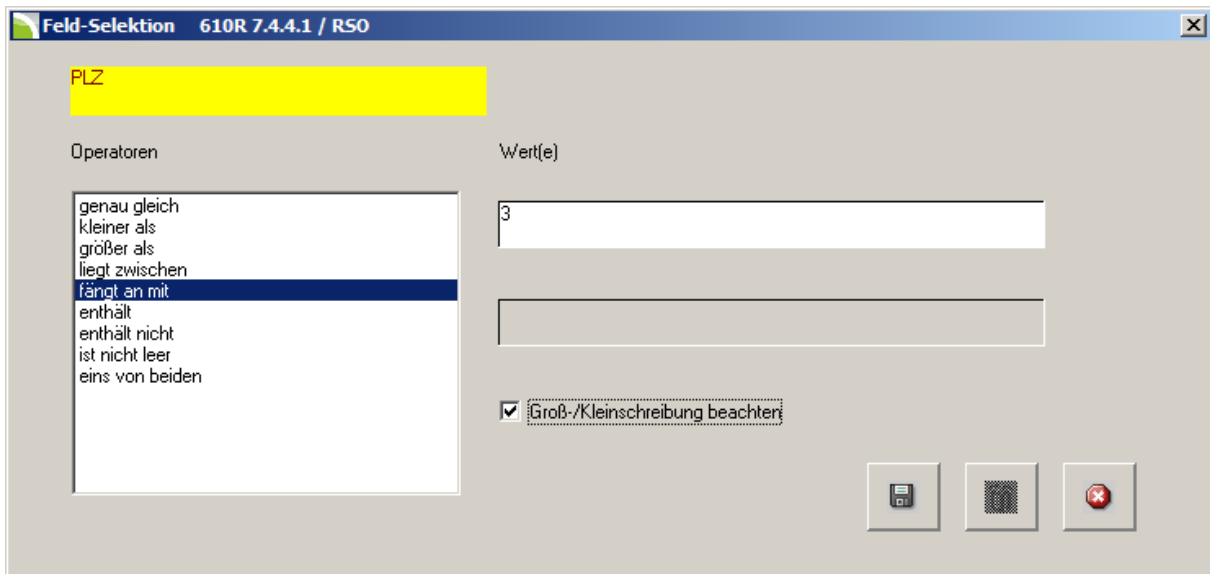 Feld-Selektion 610R 7.4.4.1 / RSO
PLZ
Operatoren
Wert(e)
genau gleich
kleiner als
größer als
liegt zwischen
fängt an mit
enthält
enthält nicht
ist nicht leer
eins von beiden
3
Groß-/Kleinschreibung beachten